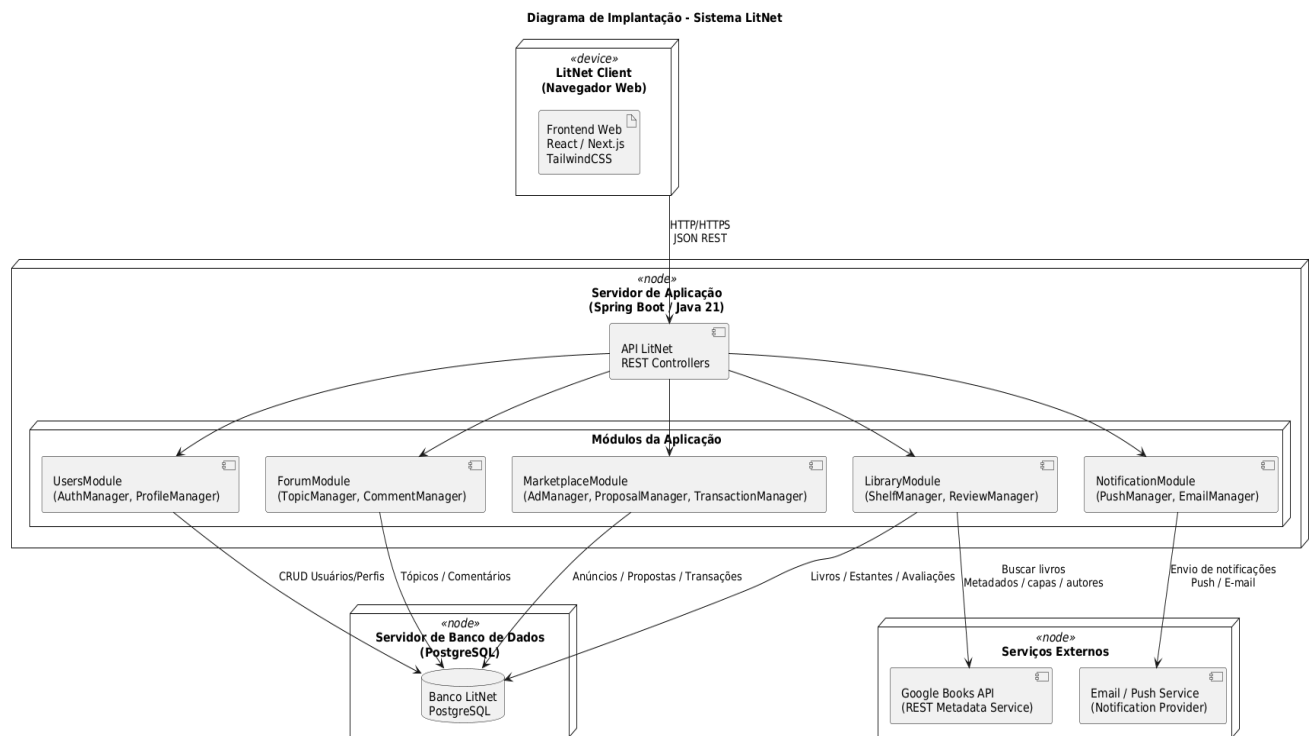 Diagrama de Implantação - Sistema LitNet
«device»
LitNet Client
(Navegador Web)
Frontend Web
React / Next.js
TailwindCSS
HTTP/HTTPS
JSON REST
«node»
Servidor de Aplicação
(Spring Boot / Java 21)
API LitNet
REST Controllers
Módulos da Aplicação
UsersModule
(AuthManager, ProfileManager)
ForumModule
(TopicManager, CommentManager)
MarketplaceModule
(AdManager, ProposalManager, TransactionManager)
LibraryModule
(ShelfManager, ReviewManager)
NotificationModule
(PushManager, EmailManager)
CRUD Usuários/Perfis
Tópicos / Comentários
Anúncios / Propostas / Transações
Livros / Estantes / Avaliações
Buscar livros
Metadados / capas / autores
Envio de notificações
Push / E-mail
«node»
Servidor de Banco de Dados
(PostgreSQL)
Banco LitNet
PostgreSQL
«node»
Serviços Externos
Google Books API
(REST Metadata Service)
Email / Push Service
(Notification Provider)